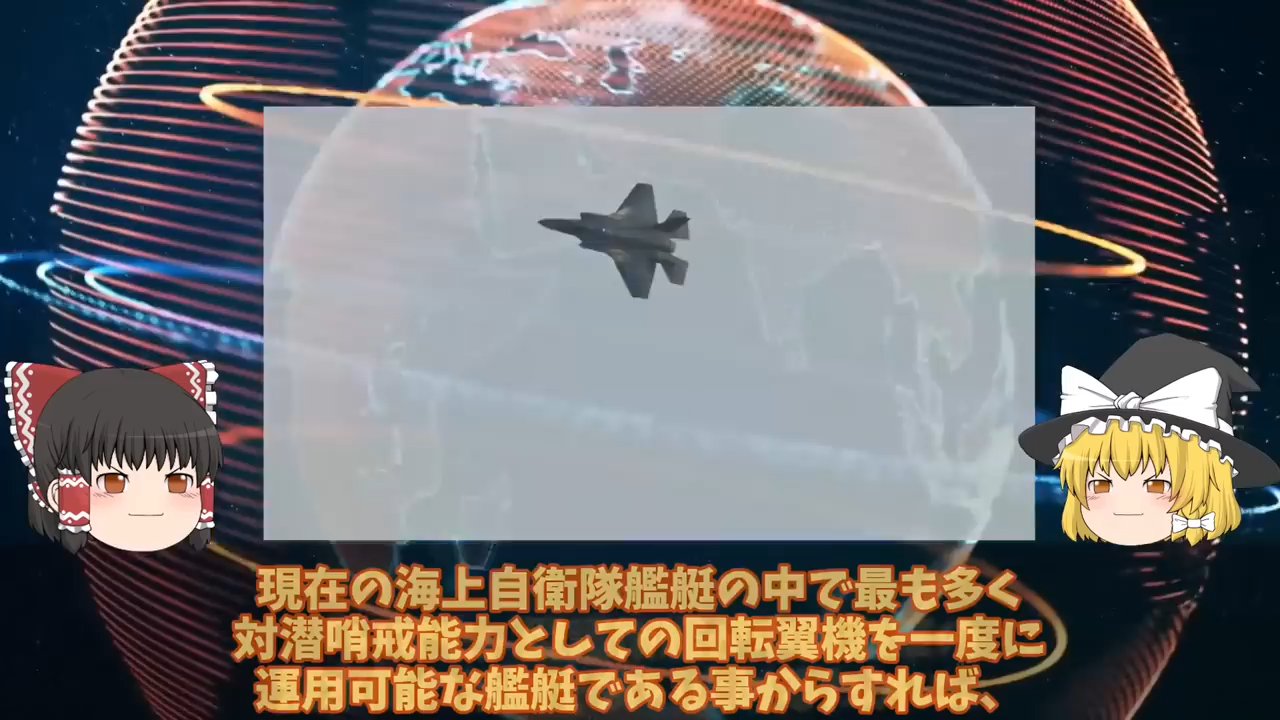 現在の海上自衛隊艦艇の中で最も多く
対潜哨戒能力としての回転翼機を一度に
運用可能な艦艇である事からすれば、